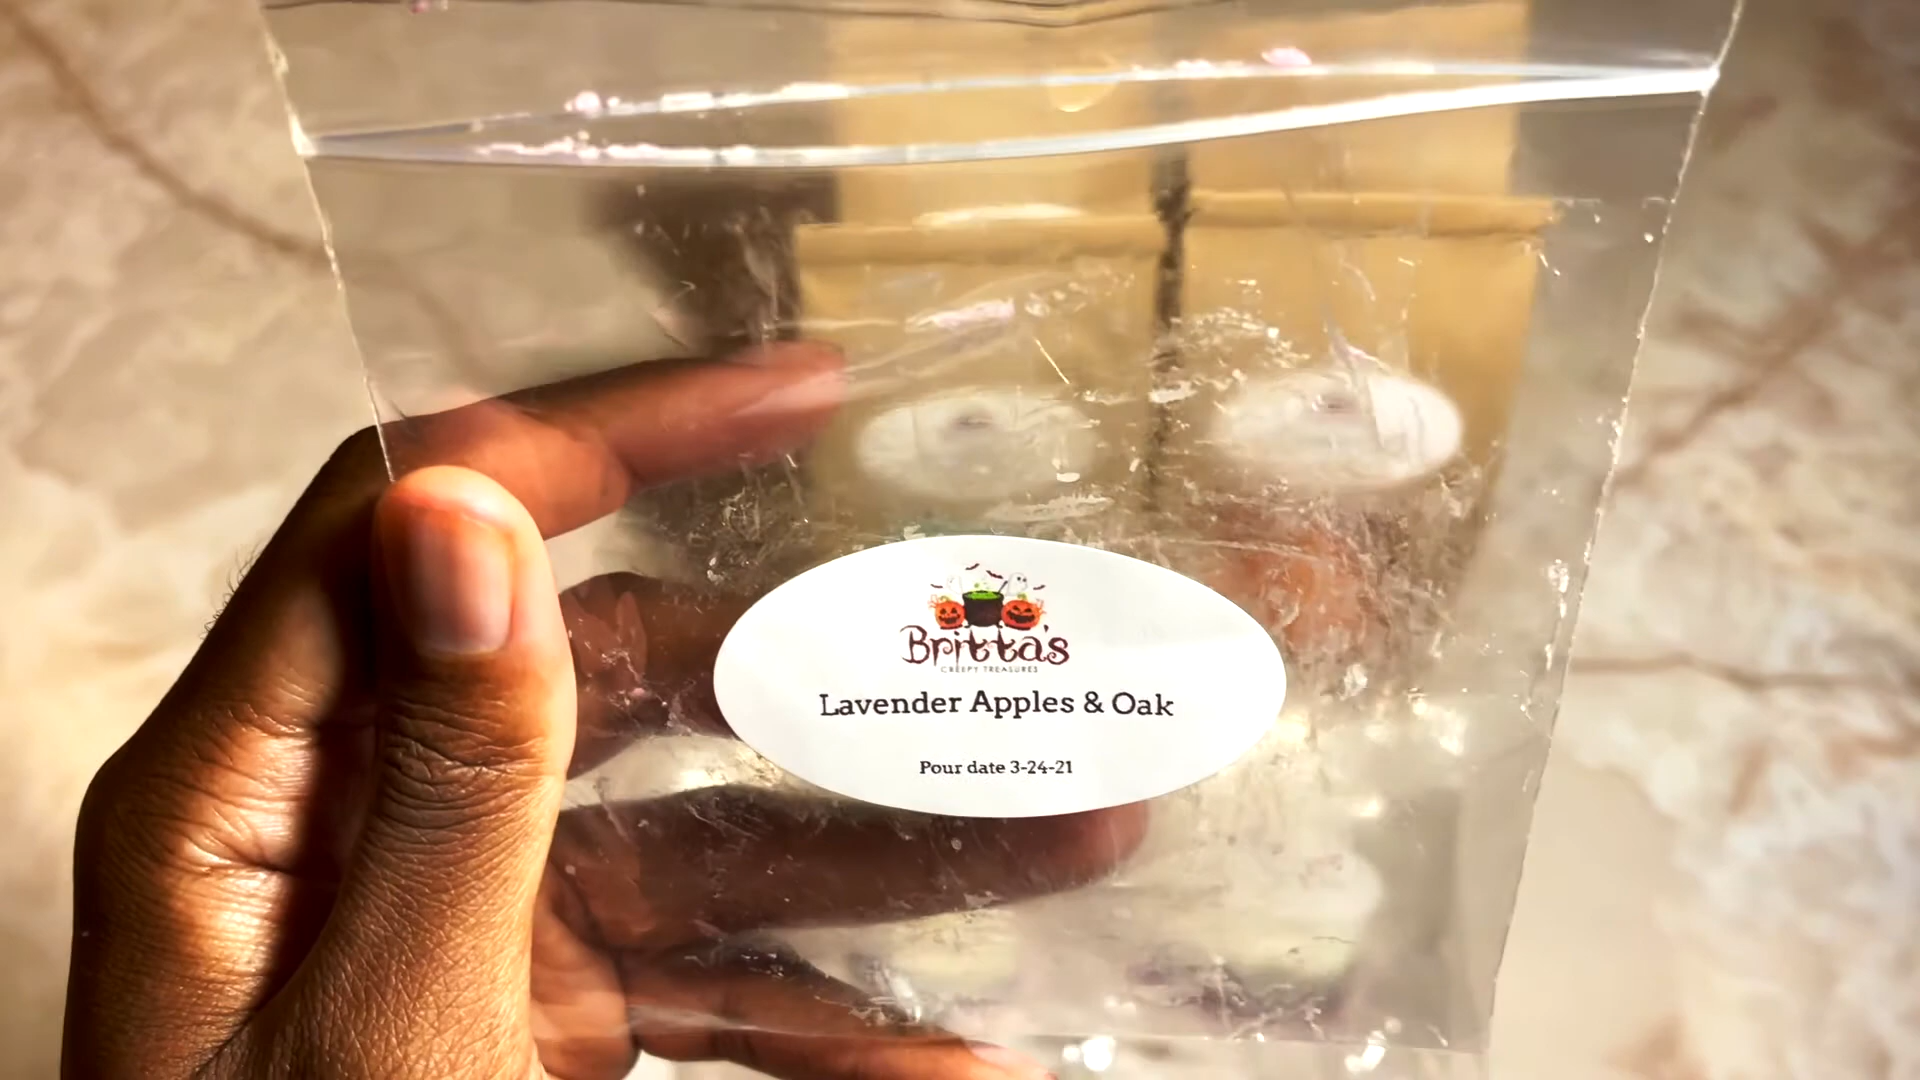 Britta's
CREEPY TREASURES
Lavender Apples & Oak
Pour date 3-24-21